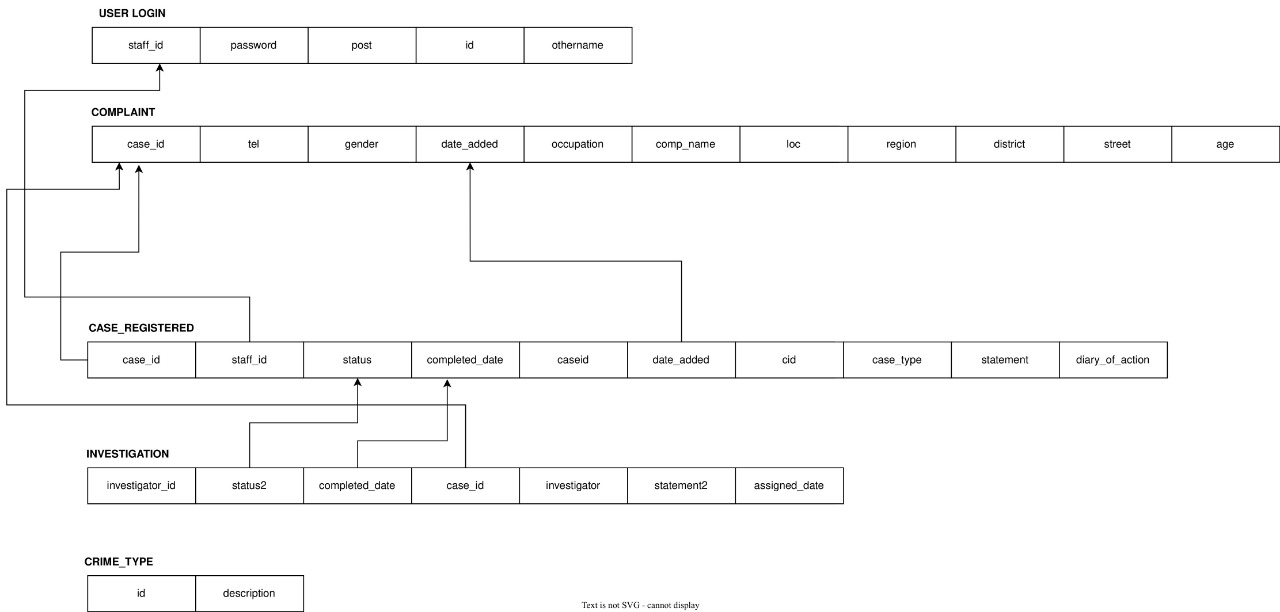 USER LOGIN
staff_id password post id othername
COMPLAINT
case_id tel gender date_added occupation comp_name loc region district street age
CASE_REGISTERED
case_id staff_id status completed_date caseid date_added cid case_type statement diary_of_action
INVESTIGATION
investigator_id status2 completed_date case_id investigator statement2 assigned_date
CRIME_TYPE
id description
Text is not SVG - cannot display